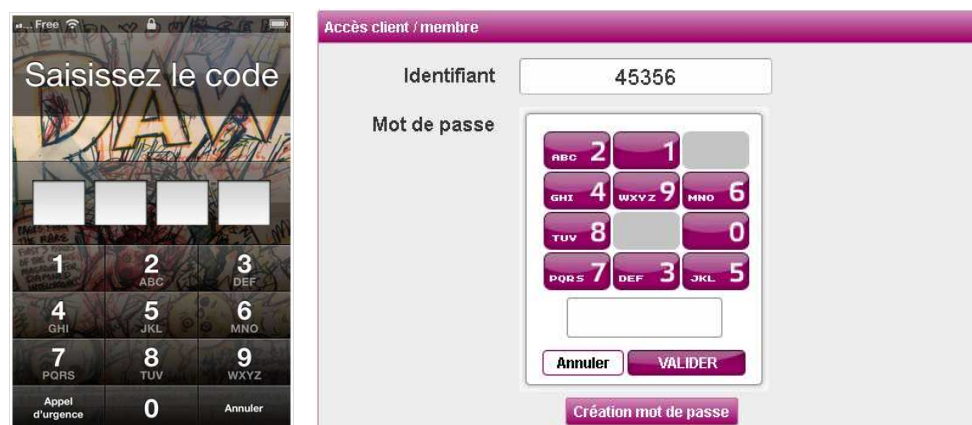 ... Free
Saisissez le code
1
2
ABC
3
DEF
4
GHI
5
JKL
6
MNO
7
PQRS
8
TUV
9
WXYZ
Appel
d'urgence
0
Annuler
Accès client / membre
Identifiant
45356
Mot de passe
ABC 2
1
GHI 4
WXYZ 9
MNO 6
TUV 8
0
PQRS 7
DEF 3
JKL 5
Annuler
VALIDER
Création mot de passe